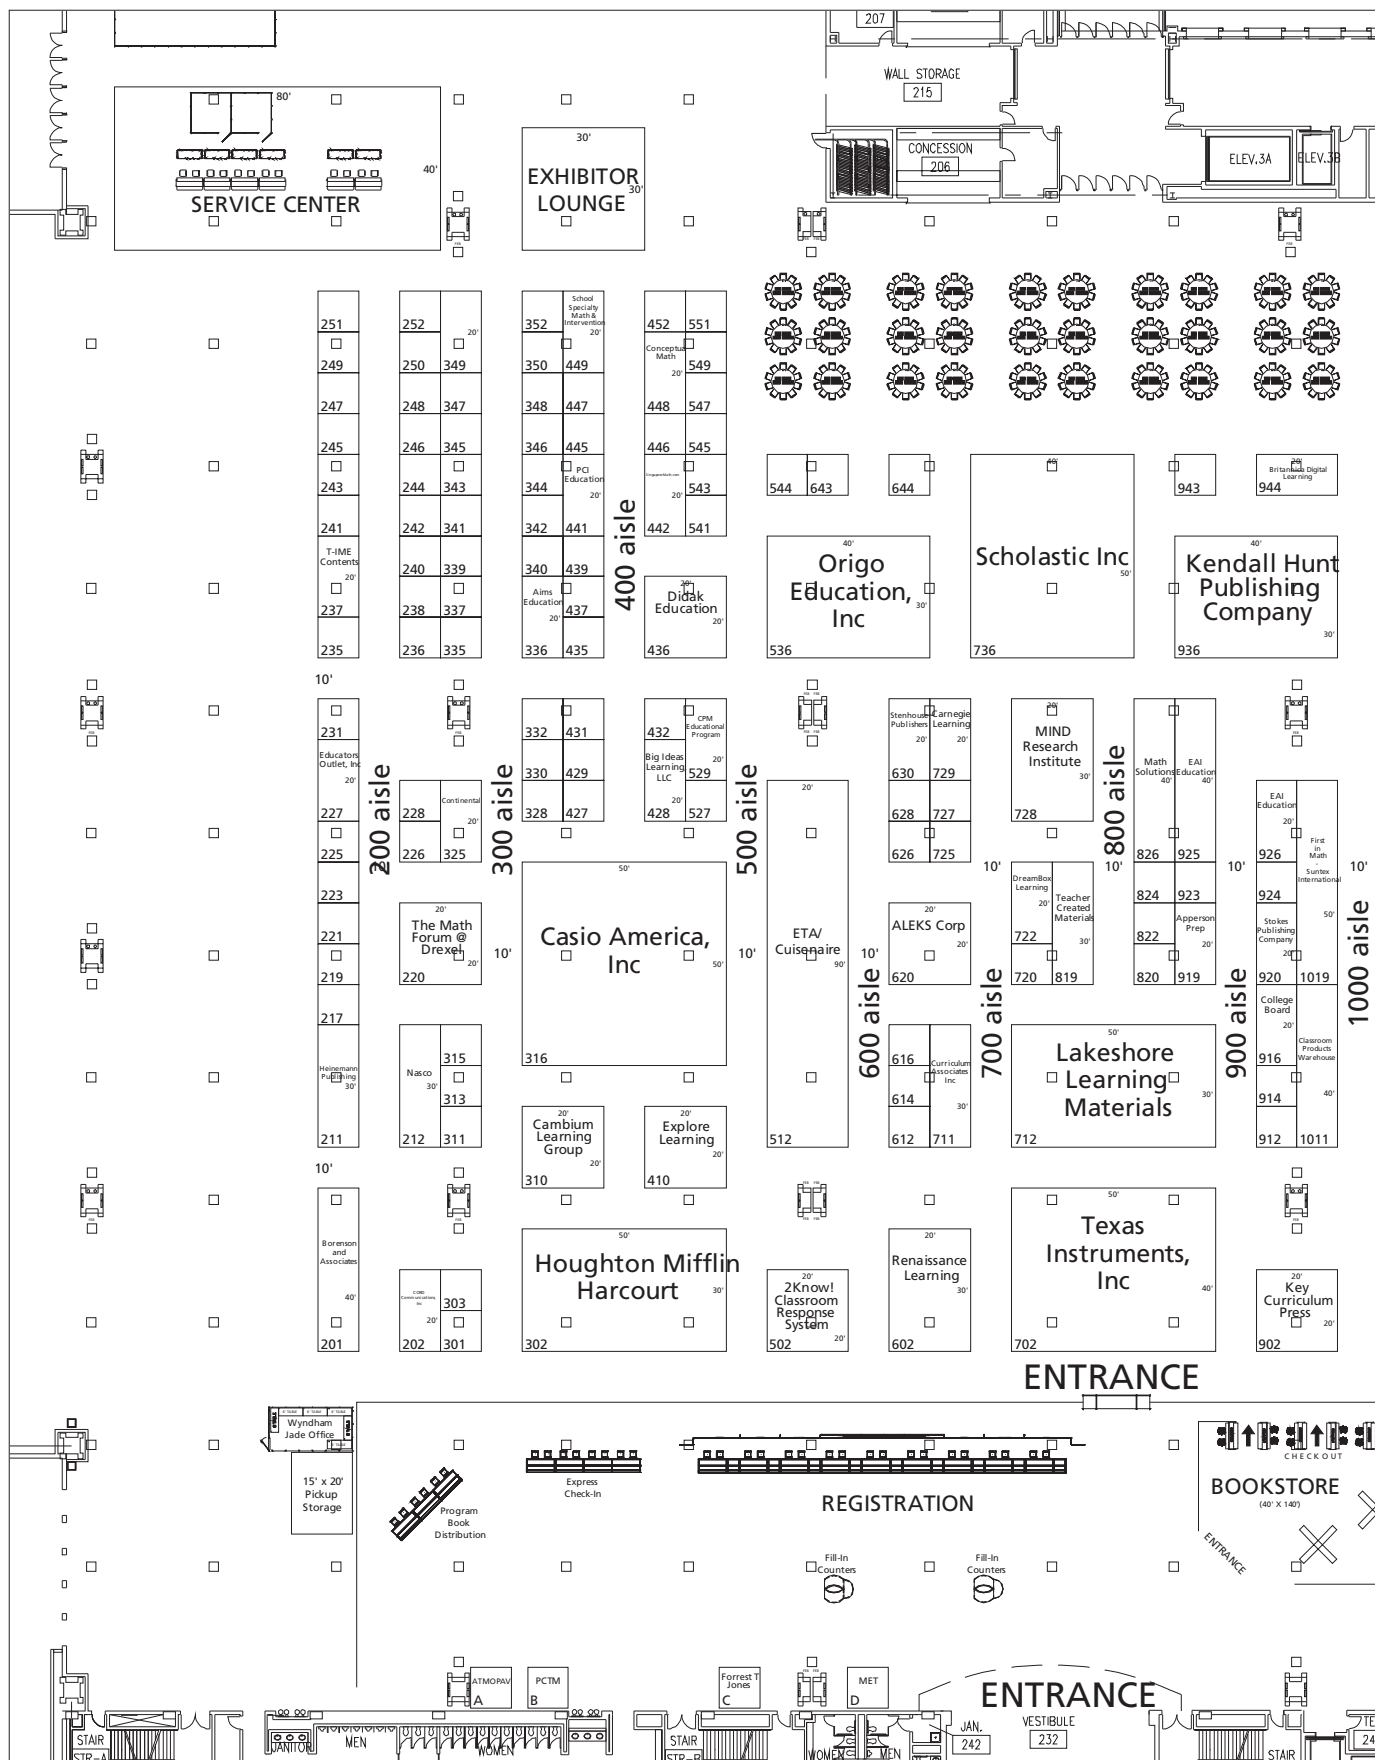 207
WALL STORAGE
215
80'
40'
SERVICE CENTER
30'
EXHIBITOR
LOUNGE
30'
CONCESSION
206
ELEV.3A
ELEV.3B
251
252
20'
352
School
Specialty
Math &
Intervention
20'
452
551
249
250
349
350
449
Conceptua
Math
20'
549
247
248
347
348
447
448
547
245
246
345
346
445
446
545
243
244
343
344
PCI
Education
20'
SingaporeMath.com
20'
543
241
242
341
342
441
442
541
544
643
644
40'
Scholastic Inc
50'
736
943
20'
Britannica Digital
Learning
944
T-IME
Contents
20'
237
240
339
340
439
400 aisle
238
337
Aims
Education
20'
437
20'
Didak
Education
20'
436
235
236
335
336
435
40'
Origo
Education,
Inc
30'
536
40'
Kendall Hunt
Publishing
Company
30'
936
10'
231
Educators
Outlet, Inc
20'
227
225
223
221
219
217
200 aisle
10'
228
Continental
20'
226
325
300 aisle
332
431
330
429
328
427
432
CPM
Educational
Program
20'
529
Big Ideas
Learning
LLC
20'
428
527
500 aisle
20'
ETA/
Cuisenaire
90'
512
Stenhouse
Publishers
20'
630
Carnegie
Learning
20'
729
628
727
626
725
20'
MIND
Research
Institute
30'
728
800 aisle
Math
Solutions
40'
826
EAI
Education
40'
925
EAI
Education
20'
926
First
in
Math
-
Suntex
International
50'
1019
10'
10'
10'
10'
20'
The Math
Forum @
Drexel
20'
220
10'
50'
Casio America,
Inc
50'
316
10'
10'
20'
ALEKS Corp
20'
620
DreamBox
Learning
20'
722
Teacher
Created
Materials
30'
720
819
824
923
822
Apperson
Prep
20'
820
919
924
Stokes
Publishing
Company
20'
920
600 aisle
700 aisle
900 aisle
1000 aisle
Heinemann
Publishing
30'
211
Nasco
30'
212
315
313
311
20'
Cambium
Learning
Group
20'
310
20'
Explore
Learning
20'
410
616
614
612
Curriculum
Associates
Inc
30'
711
50'
Lakeshore
Learning
Materials
30'
712
College
Board
20'
916
914
912
Classroom
Products
Warehouse
40'
1011
10'
Borenson
and
Associates
40'
201
CORD
Communications,
Inc
20'
202
303
301
50'
Houghton Mifflin
Harcourt
30'
302
20'
2Know!
Classroom
Response
System
20'
502
20'
Renaissance
Learning
30'
602
50'
Texas
Instruments,
Inc
40'
702
20'
Key
Curriculum
Press
20'
902
ENTRANCE
Wyndham
Jade Office
15' x 20'
Pickup
Storage
Program
Book
Distribution
Express
Check-In
REGISTRATION
CHECKOUT
BOOKSTORE
(40' X 140')
ENTRANCE
Fill-In
Counters
Fill-In
Counters
ATMOPAV
A
PCTM
B
Forrest T
Jones
C
MET
D
ENTRANCE
STAIR
STR-A
JANITOR
MEN
WOMEN
STAIR
STR-B
WOMEN
MEN
JAN.
242
VESTIBULE
232
STAIR